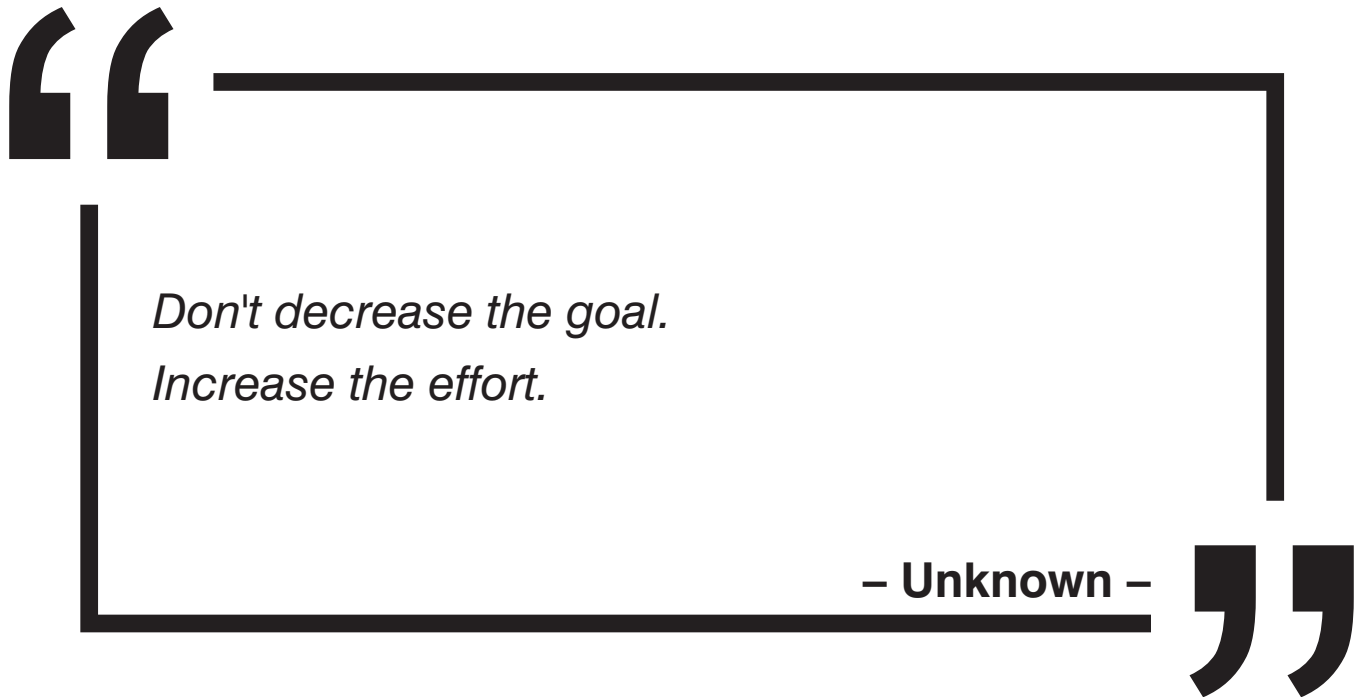 Don't decrease the goal.
Increase the effort.
– Unknown –